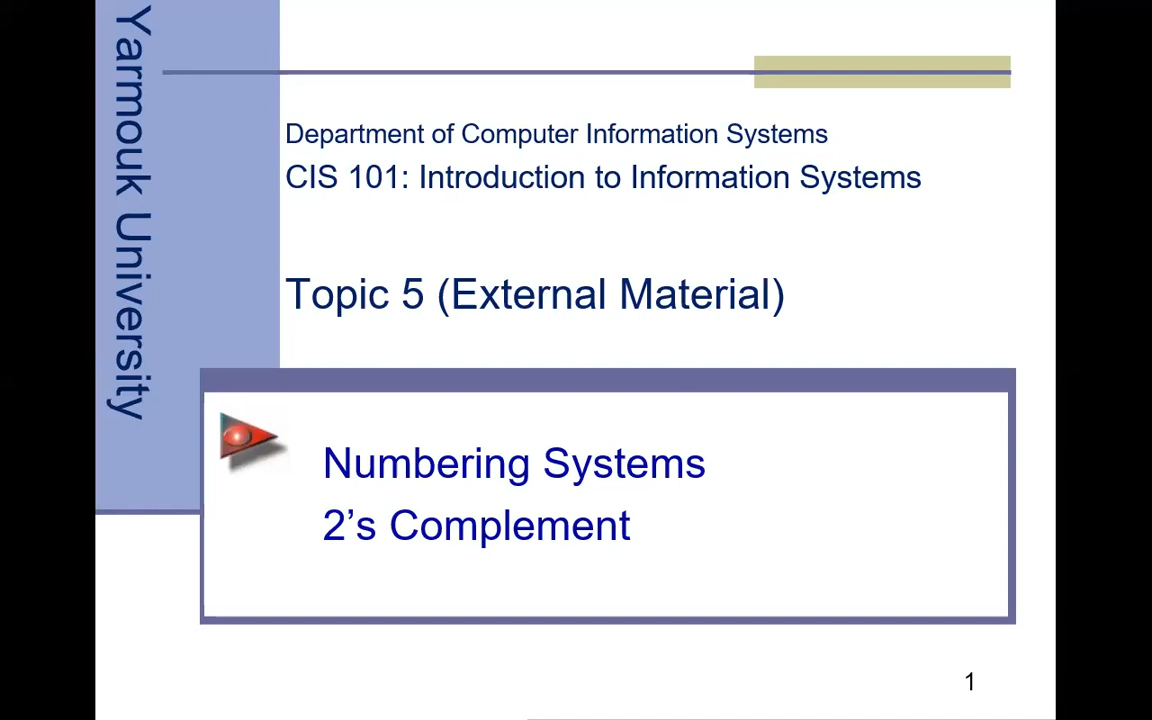 Yarmouk University
Department of Computer Information Systems
CIS 101: Introduction to Information Systems
Topic 5 (External Material)
Numbering Systems
2’s Complement
1